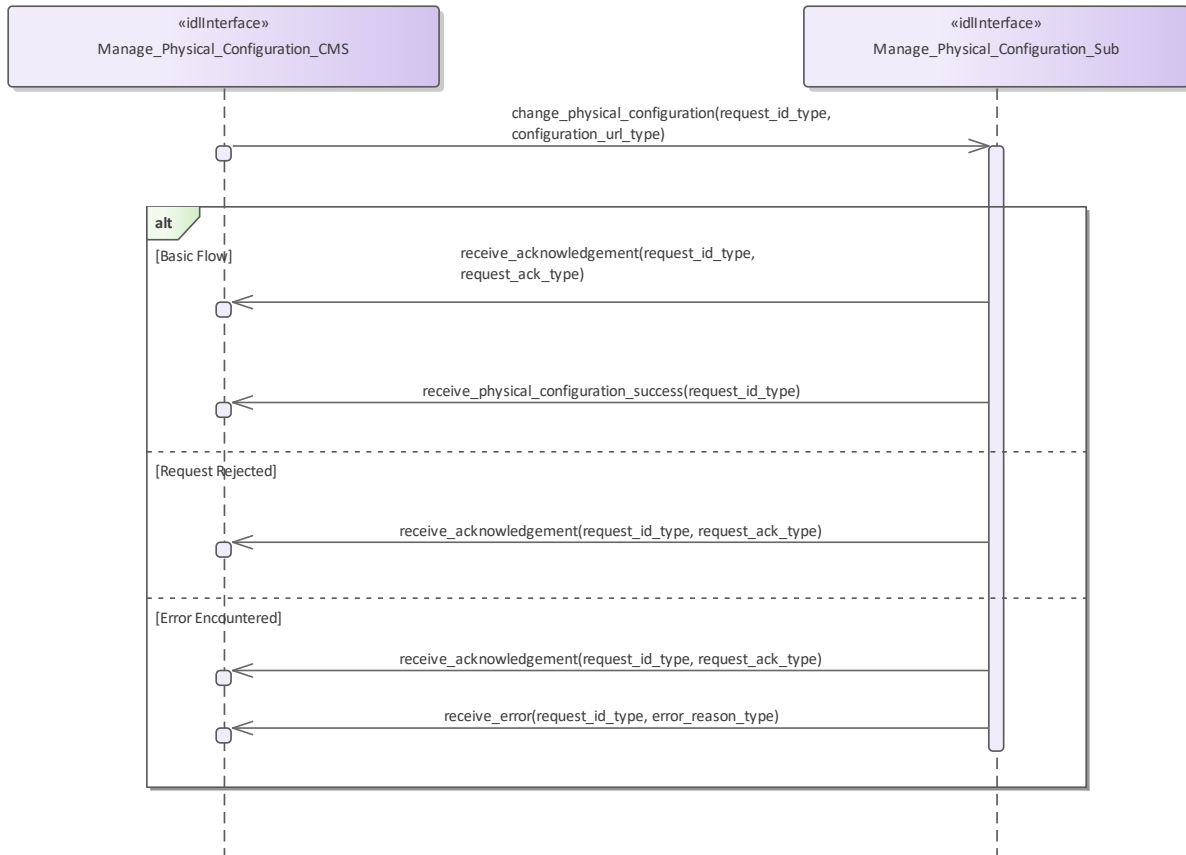 «idlInterface»
Manage_Physical_Configuration_CMS
«idlInterface»
Manage_Physical_Configuration_Sub
change_physical_configuration(request_id_type,
configuration_url_type)
alt
[Basic Flow]
receive_acknowledgement(request_id_type,
request_ack_type)
receive_physical_configuration_success(request_id_type)
[Request Rejected]
receive_acknowledgement(request_id_type, request_ack_type)
[Error Encountered]
receive_acknowledgement(request_id_type, request_ack_type)
receive_error(request_id_type, error_reason_type)